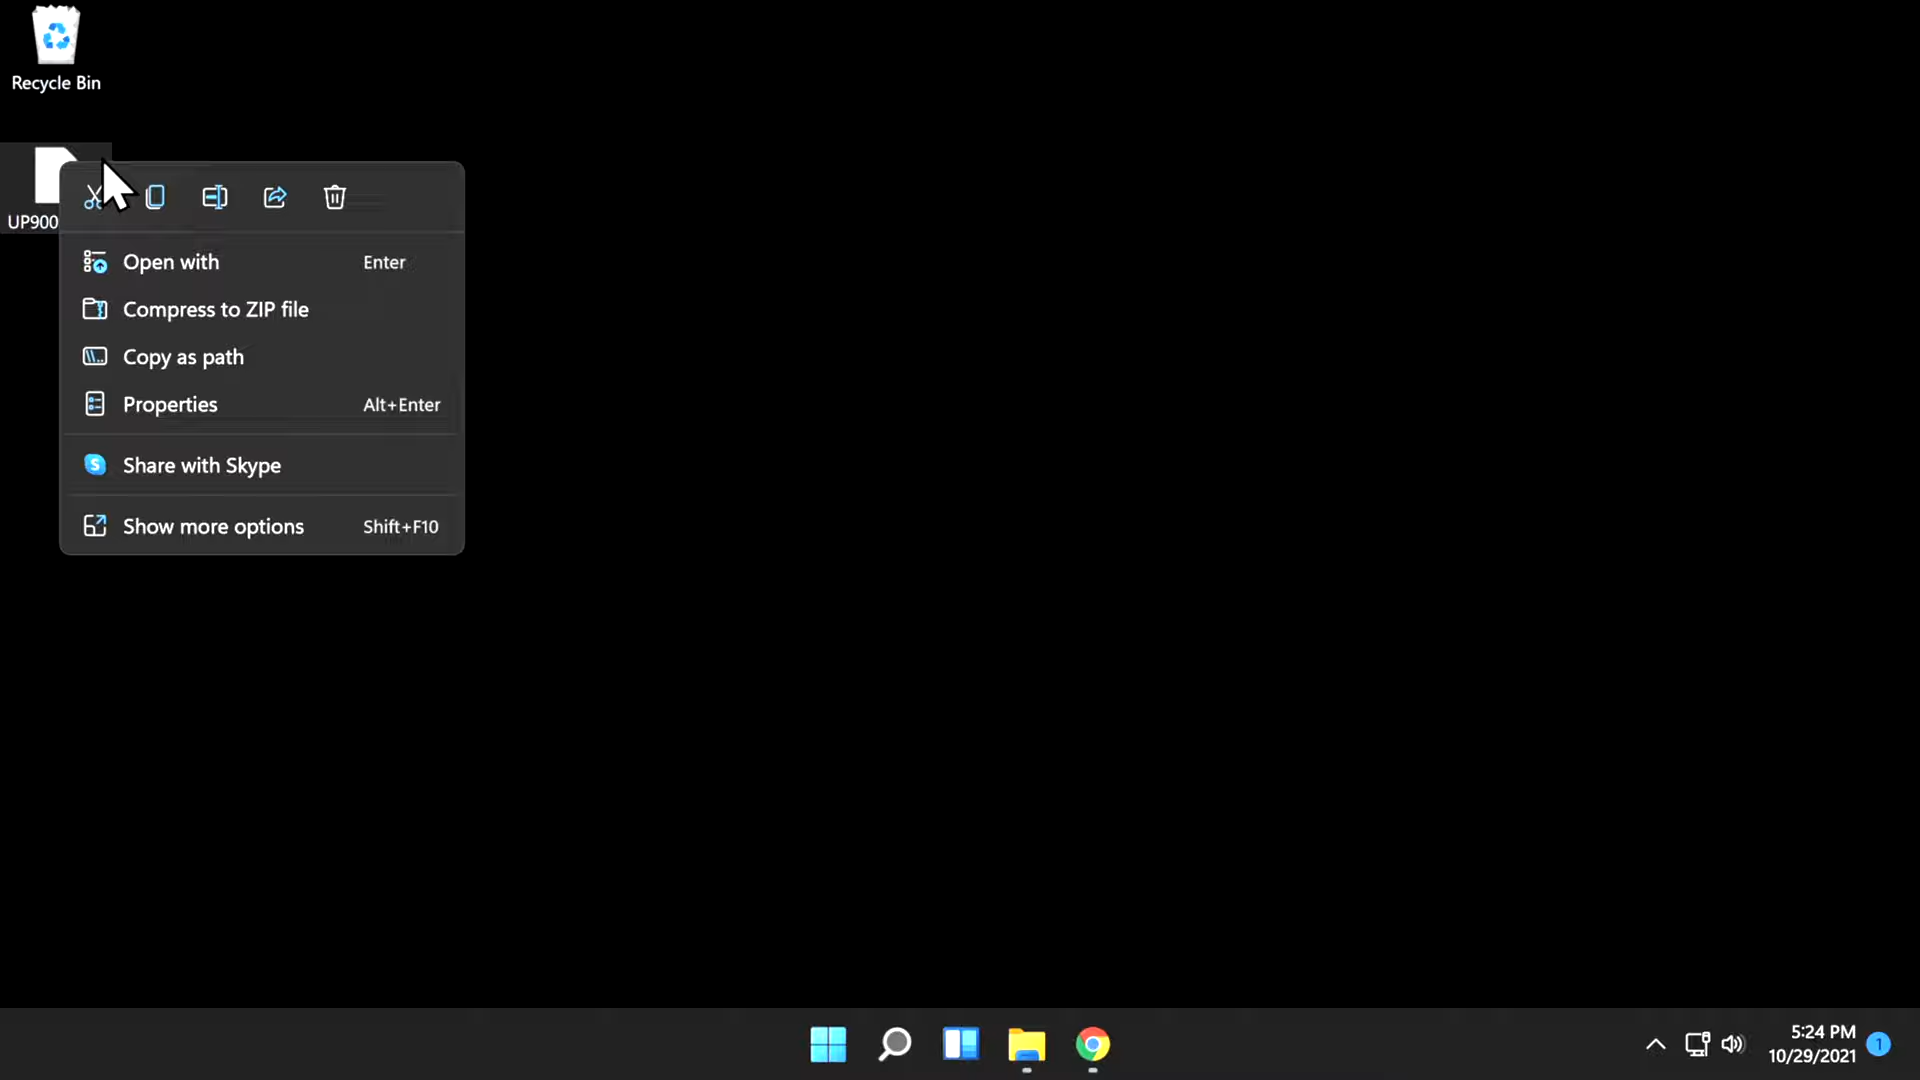 Recycle Bin
UP900
Open with Enter
Compress to ZIP file
Copy as path
Properties Alt+Enter
Share with Skype
Show more options Shift+F10
5:24 PM
10/29/2021
1